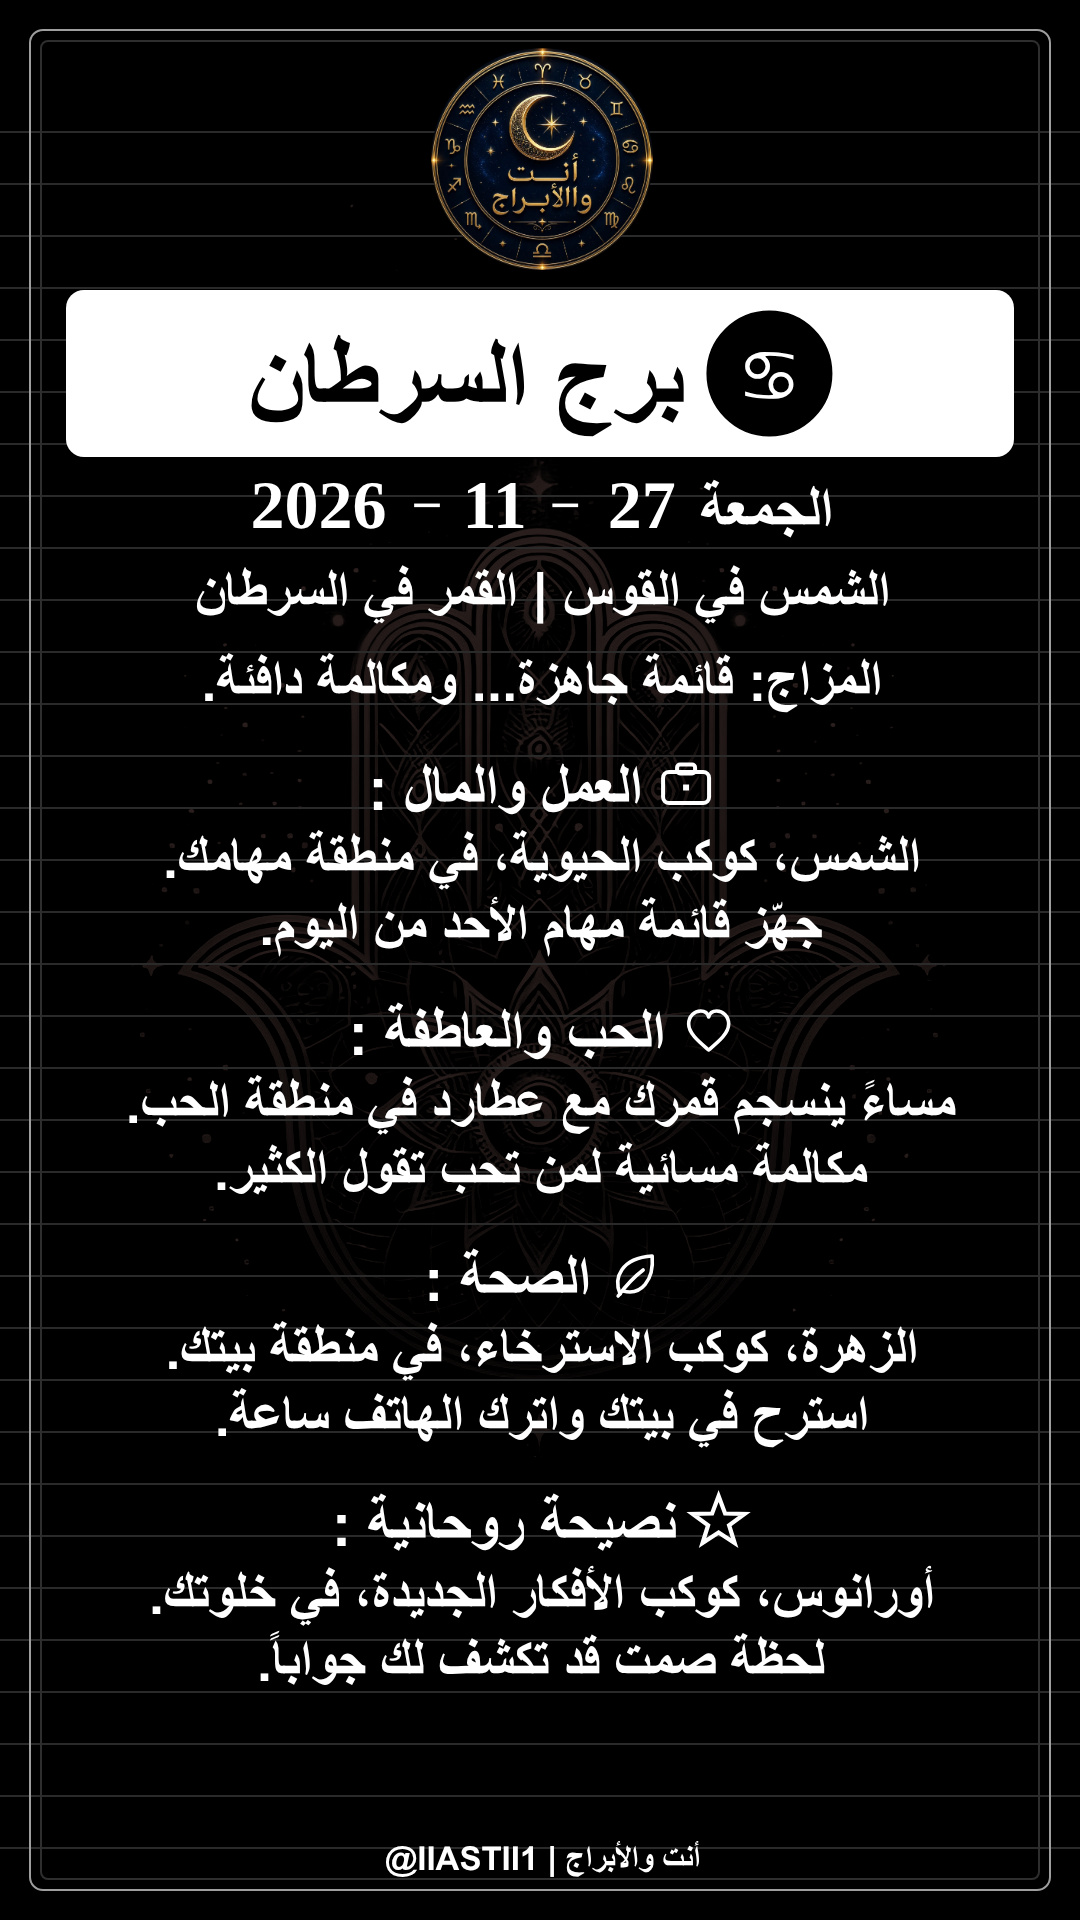 أنت
واالأبراج
برج السرطان
الجمعة 27 - 11 - 2026
الشمس في القوس | القمر في السرطان
المزاج: قائمة جاهزة... ومكالمة دافئة.
العمل والمال :
الشمس، كوكب الحيوية، في منطقة مهامك.
جهّز قائمة مهام الأحد من اليوم.
الحب والعاطفة :
مساءً ينسجم قمرك مع عطارد في منطقة الحب.
مكالمة مسائية لمن تحب تقول الكثير.
الصحة :
الزهرة، كوكب الاسترخاء، في منطقة بيتك.
استرح في بيتك واترك الهاتف ساعة.
نصيحة روحانية :
أورانوس، كوكب الأفكار الجديدة، في خلوتك.
لحظة صمت قد تكشف لك جواباً.
أنت والأبراج | @IIASTII1